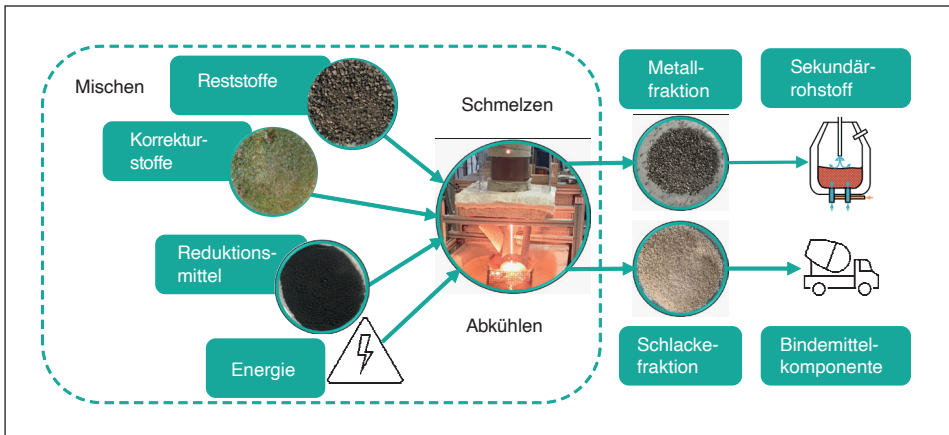 Mischen
Reststoffe
Korrektur-
stoffe
Reduktions-
mittel
Energie
Schmelzen
Abkühlen
Metall-
fraktion
Sekundär-
rohstoff
Schlacke-
fraktion
Bindemittel-
komponente